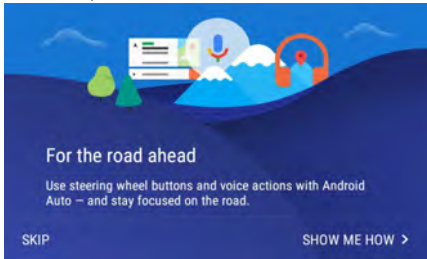 For the road ahead
Use steering wheel buttons and voice actions with Android
Auto — and stay focused on the road.
SKIP
SHOW ME HOW >